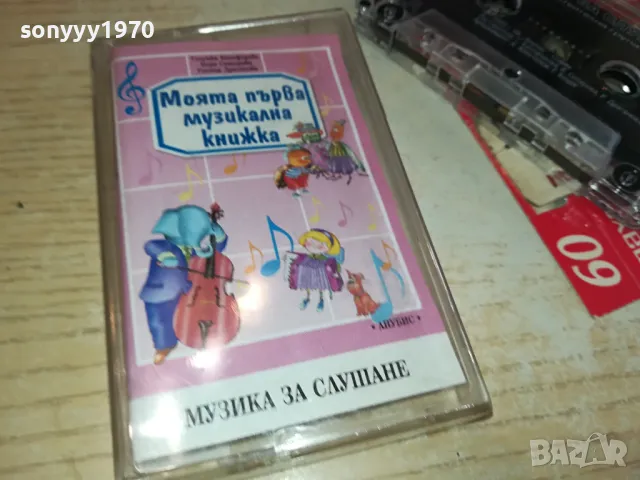 sonyyy1970
Моята първа
музикална
книжка
• АНУБИС •
МУЗИКА ЗА СЛУШАНЕ
60
BAZAR